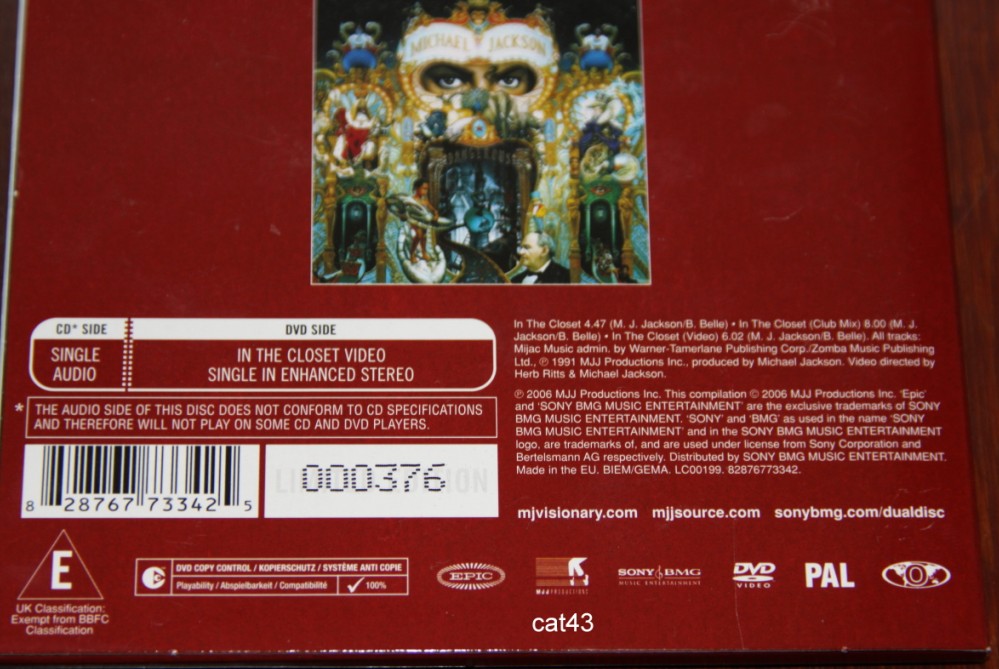 MICHAEL JACKSON
DANGEROUS
CD* SIDE
DVD SIDE
SINGLE
AUDIO
IN THE CLOSET VIDEO
SINGLE IN ENHANCED STEREO
* THE AUDIO SIDE OF THIS DISC DOES NOT CONFORM TO CD SPECIFICATIONS
AND THEREFORE WILL NOT PLAY ON SOME CD AND DVD PLAYERS.
In The Closet 4.47 (M. J. Jackson/B. Belle) • In The Closet (Club Mix) 8.00 (M. J.
Jackson/B. Belle) • In The Closet (Video) 6.02 (M. J. Jackson/B. Belle). All tracks:
Mijac Music admin. by Warner-Tamerlane Publishing Corp./Zomba Music Publishing
Ltd., ℗ 1991 MJJ Productions Inc., produced by Michael Jackson. Video directed by
Herb Ritts & Michael Jackson.
℗ 2006 MJJ Productions Inc. This compilation © 2006 MJJ Productions Inc. 'Epic'
and 'SONY BMG MUSIC ENTERTAINMENT' are the exclusive trademarks of SONY
BMG MUSIC ENTERTAINMENT. 'SONY' and 'BMG' as used in the name 'SONY
BMG MUSIC ENTERTAINMENT' and in the SONY BMG MUSIC ENTERTAINMENT
logo, are trademarks of, and are used under license from Sony Corporation and
Bertelsmann AG respectively. Distributed by SONY BMG MUSIC ENTERTAINMENT.
Made in the EU. BIEM/GEMA. LC00199. 82876773342.
8 28767 73342 5
LIMITED EDITION
000376
mjvisionary.com mjjsource.com sonybmg.com/dualdisc
E
UK Classification:
Exempt from BBFC
Classification
DVD COPY CONTROL / KOPIERSCHUTZ / SYSTÈME ANTI COPIE
Playability / Abspielbarkeit / Compatibilité
100%
EPIC
MJJ PRODUCTIONS
SONY BMG
MUSIC ENTERTAINMENT
DVD
VIDEO
PAL
0
cat43